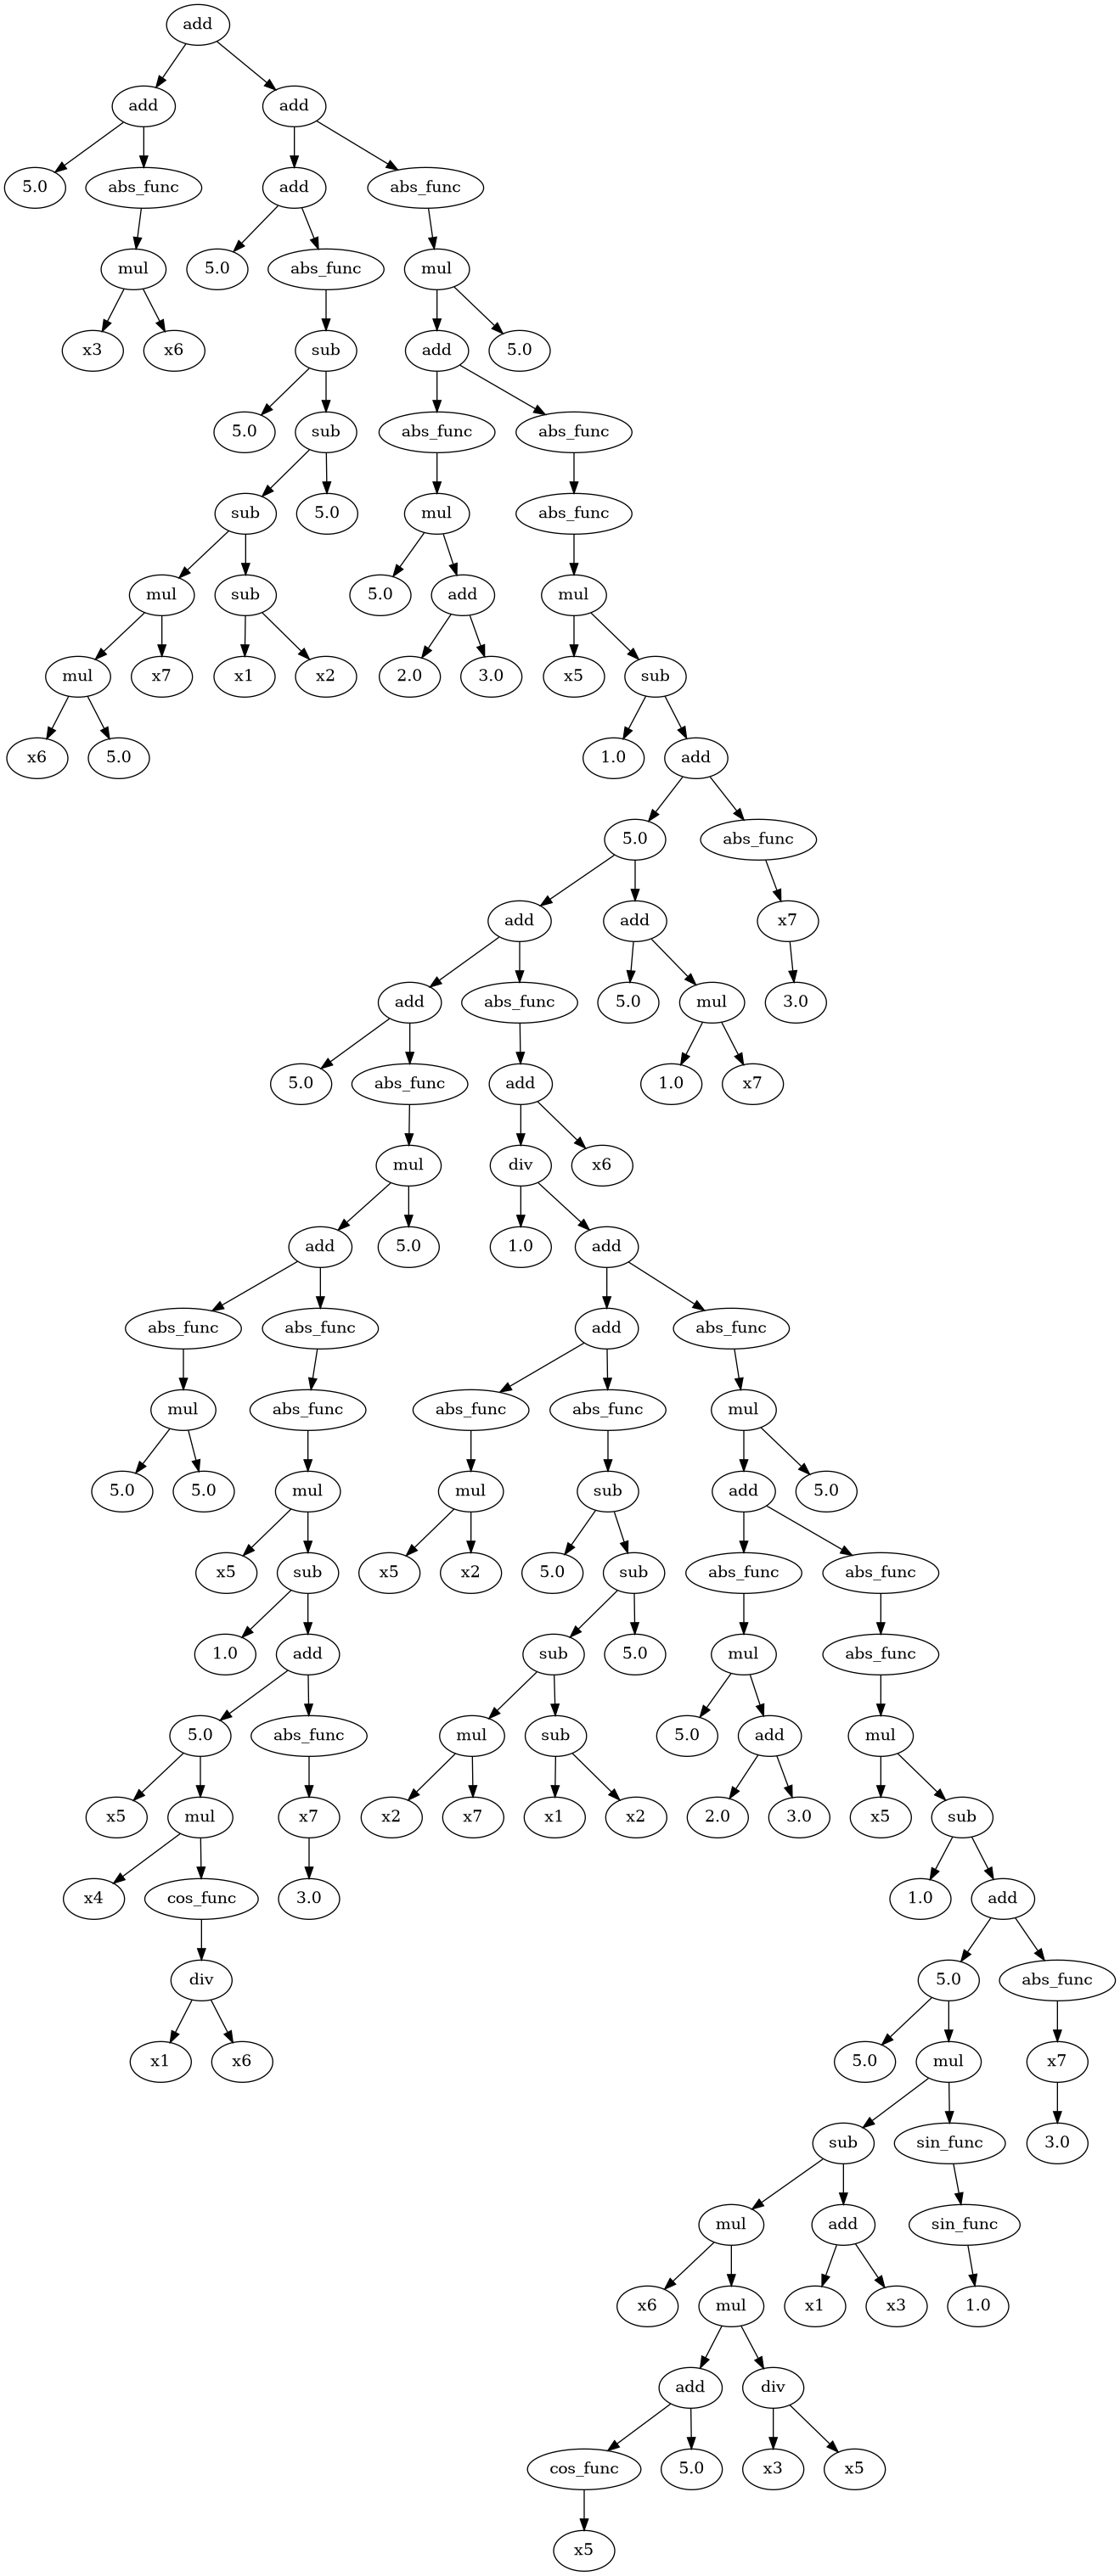 add
add add
5.0 abs_func add abs_func
mul 5.0 abs_func mul
x3 x6 sub add 5.0
5.0 sub abs_func abs_func
sub 5.0 mul abs_func
mul sub 5.0 add mul
mul x7 x1 x2 2.0 3.0 x5 sub
x6 5.0 1.0 add
5.0 abs_func
add add x7
add abs_func 5.0 mul 3.0
5.0 abs_func add 1.0 x7
mul div x6
add 5.0 1.0 add
abs_func abs_func add abs_func
mul abs_func abs_func abs_func mul
5.0 5.0 mul mul sub add 5.0
x5 sub x5 x2 5.0 sub abs_func abs_func
1.0 add sub 5.0 mul abs_func
5.0 abs_func mul sub 5.0 add mul
x5 mul x7 x2 x7 x1 x2 2.0 3.0 x5 sub
x4 cos_func 3.0 1.0 add
div 5.0 abs_func
x1 x6 5.0 mul x7
sub sin_func 3.0
mul add sin_func
x6 mul x1 x3 1.0
add div
cos_func 5.0 x3 x5
x5